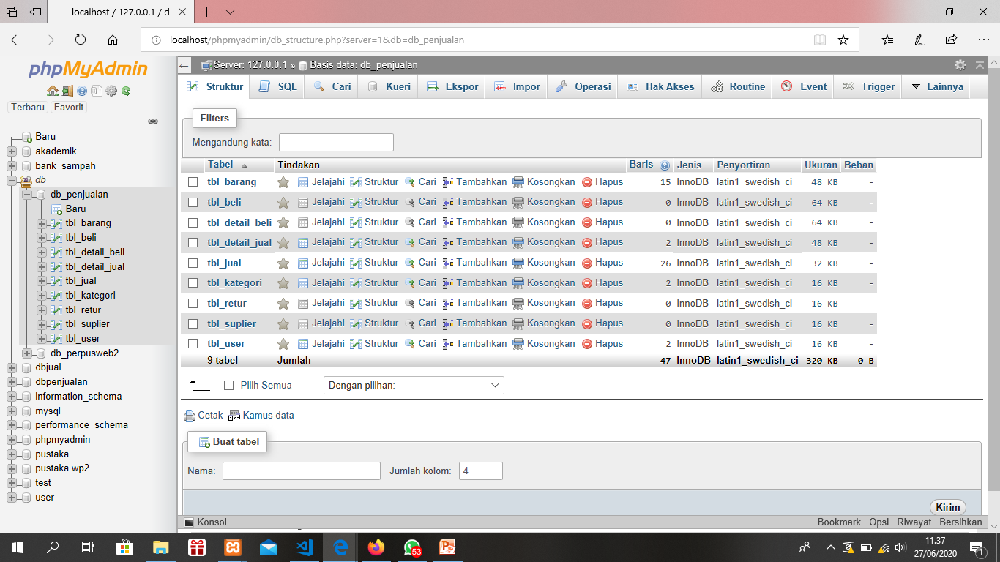 localhost / 127.0.0.1 / d
localhost/phpmyadmin/db_structure.php?server=1&db=db_penjualan
phpMyAdmin
Terbaru Favorit
Baru
akademik
bank_sampah
db
db_penjualan
Baru
tbl_barang
tbl_beli
tbl_detail_beli
tbl_detail_jual
tbl_jual
tbl_kategori
tbl_retur
tbl_suplier
tbl_user
db_perpusweb2
dbjual
dbpenjualan
information_schema
mysql
performance_schema
phpmyadmin
pustaka
pustaka wp2
test
user
Server: 127.0.0.1 » Basis data: db_penjualan
Struktur SQL Cari Kueri Ekspor Impor Operasi Hak Akses Routine Event Trigger Lainnya
Filters
Mengandung kata:
Tabel Tindakan Baris Jenis Penyortiran Ukuran Beban
tbl_barang Jelajahi Struktur Cari Tambahkan Kosongkan Hapus 15 InnoDB latin1_swedish_ci 48 KB -
tbl_beli Jelajahi Struktur Cari Tambahkan Kosongkan Hapus 0 InnoDB latin1_swedish_ci 64 KB -
tbl_detail_beli Jelajahi Struktur Cari Tambahkan Kosongkan Hapus 0 InnoDB latin1_swedish_ci 64 KB -
tbl_detail_jual Jelajahi Struktur Cari Tambahkan Kosongkan Hapus 2 InnoDB latin1_swedish_ci 48 KB -
tbl_jual Jelajahi Struktur Cari Tambahkan Kosongkan Hapus 26 InnoDB latin1_swedish_ci 32 KB -
tbl_kategori Jelajahi Struktur Cari Tambahkan Kosongkan Hapus 2 InnoDB latin1_swedish_ci 16 KB -
tbl_retur Jelajahi Struktur Cari Tambahkan Kosongkan Hapus 0 InnoDB latin1_swedish_ci 16 KB -
tbl_suplier Jelajahi Struktur Cari Tambahkan Kosongkan Hapus 0 InnoDB latin1_swedish_ci 16 KB -
tbl_user Jelajahi Struktur Cari Tambahkan Kosongkan Hapus 2 InnoDB latin1_swedish_ci 16 KB -
9 tabel Jumlah 47 InnoDB latin1_swedish_ci 320 KB 0 B
Pilih Semua Dengan pilihan:
Cetak Kamus data
Buat tabel
Nama: Jumlah kolom: 4
Kirim
Konsol Bookmark Opsi Riwayat Bersihkan
53
11.37
27/06/2020
1